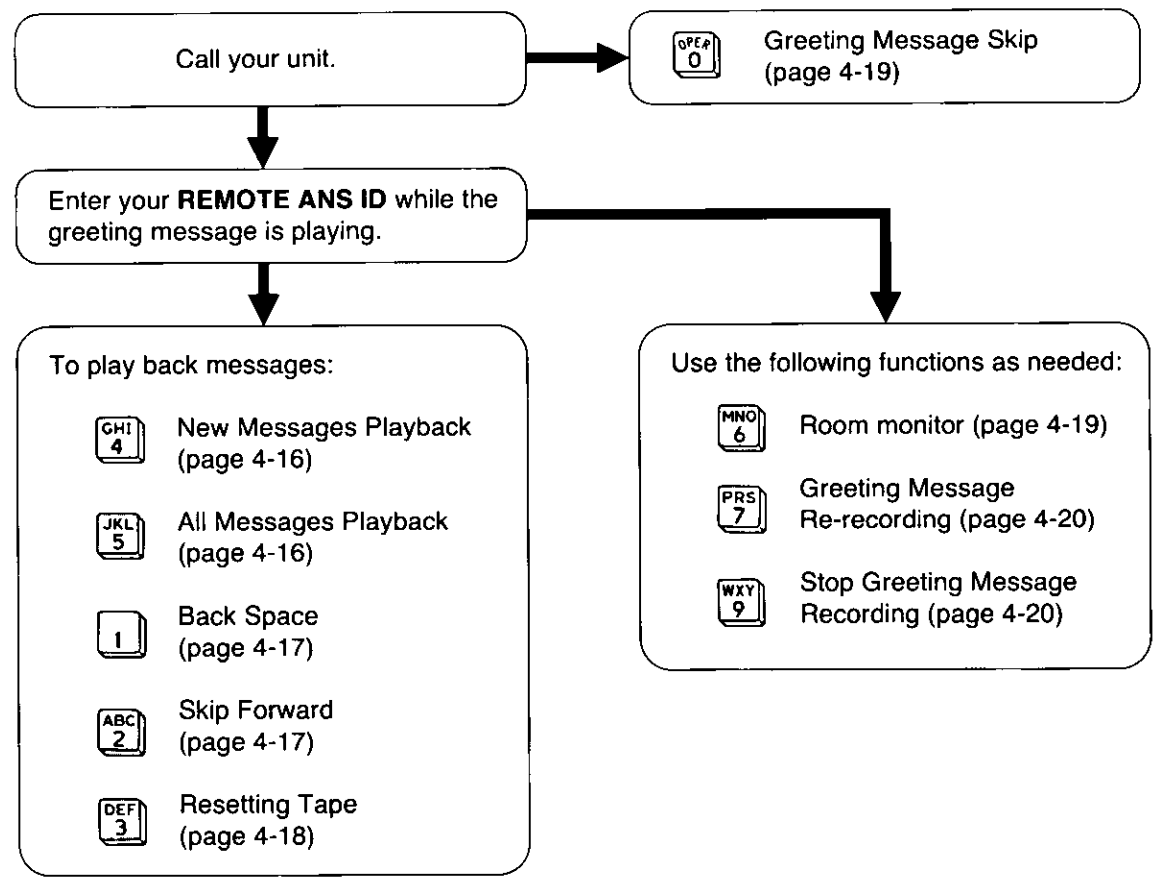 Call your unit.
OPER
0
Greeting Message Skip
(page 4-19)
Enter your REMOTE ANS ID while the
greeting message is playing.
To play back messages:
GHI
4
New Messages Playback
(page 4-16)
JKL
5
All Messages Playback
(page 4-16)
1
Back Space
(page 4-17)
ABC
2
Skip Forward
(page 4-17)
DEF
3
Resetting Tape
(page 4-18)
Use the following functions as needed:
MNO
6
Room monitor (page 4-19)
PRS
7
Greeting Message
Re-recording (page 4-20)
WXY
9
Stop Greeting Message
Recording (page 4-20)